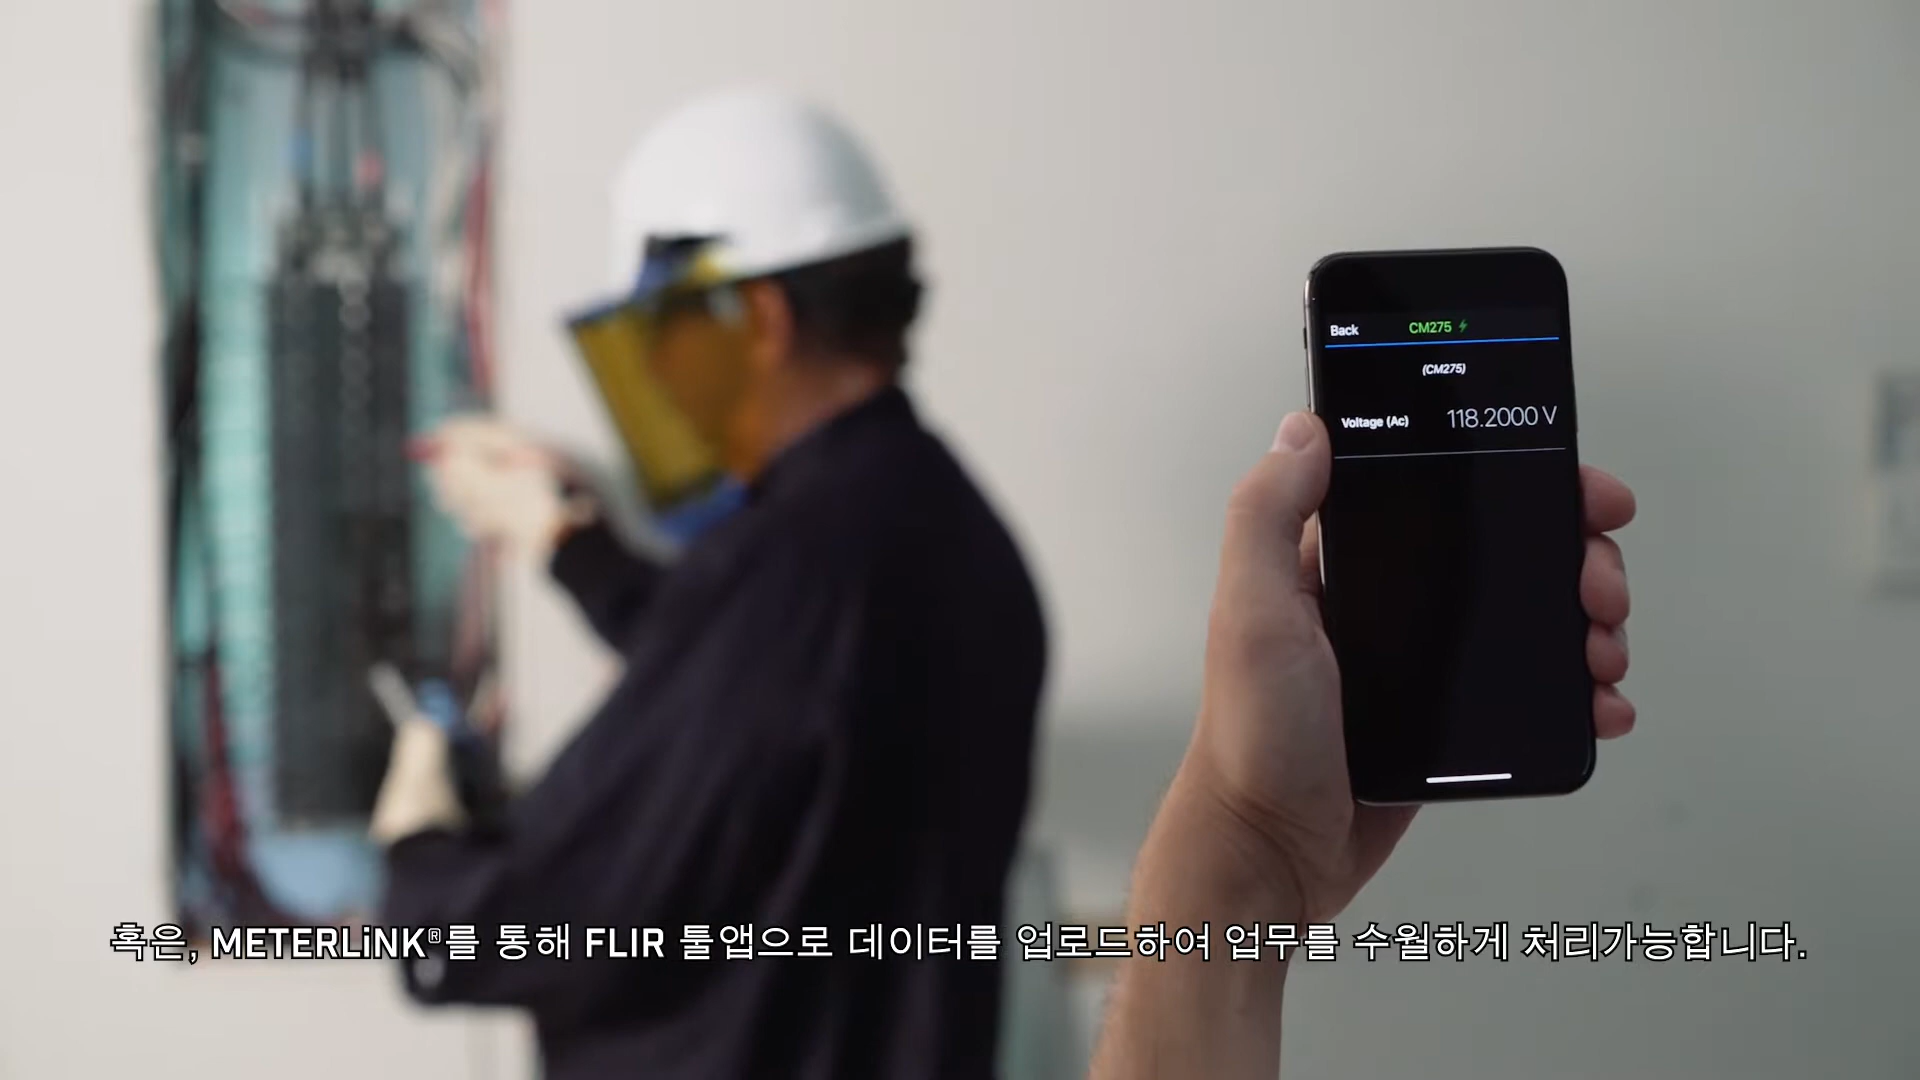 Back CM275
(CM275)
Voltage (Ac) 118.2000 V
혹은, METERLiNK®를 통해 FLIR 툴앱으로 데이터를 업로드하여 업무를 수월하게 처리가능합니다.